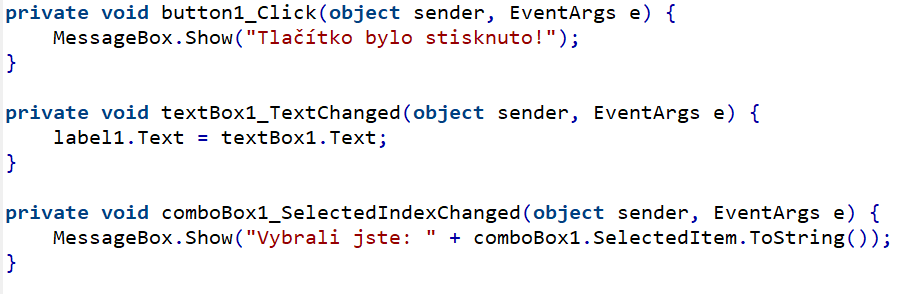 private void button1_Click(object sender, EventArgs e) {
    MessageBox.Show("Tlačítko bylo stisknuto!");
}

private void textBox1_TextChanged(object sender, EventArgs e) {
    label1.Text = textBox1.Text;
}

private void comboBox1_SelectedIndexChanged(object sender, EventArgs e) {
    MessageBox.Show("Vybrali jste: " + comboBox1.SelectedItem.ToString());
}